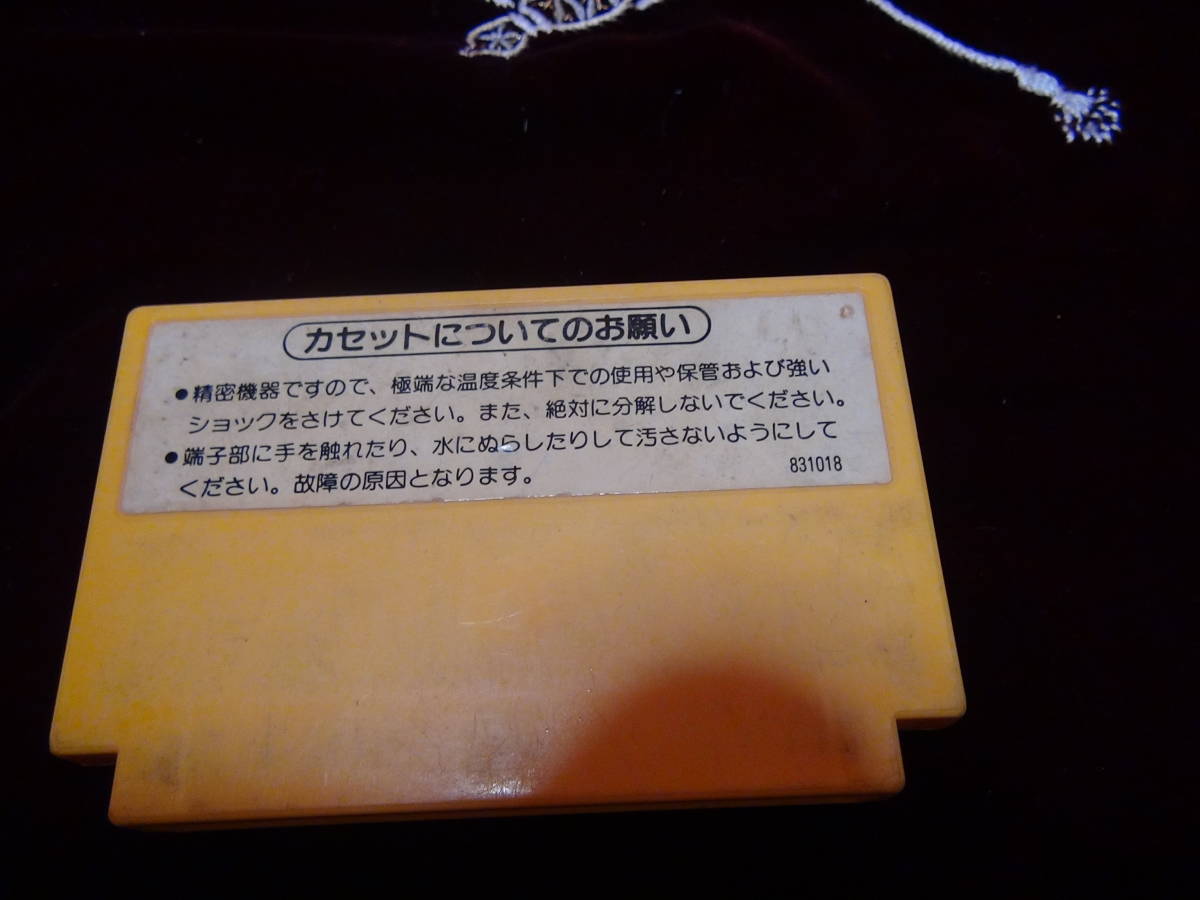 カセットについてのお願い
●精密機器ですので、極端な温度条件下での使用や保管および強い
ショックをさけてください。また、絶対に分解しないでください。
●端子部に手を触れたり、水にぬらしたりして汚さないようにして
ください。故障の原因となります。
831018